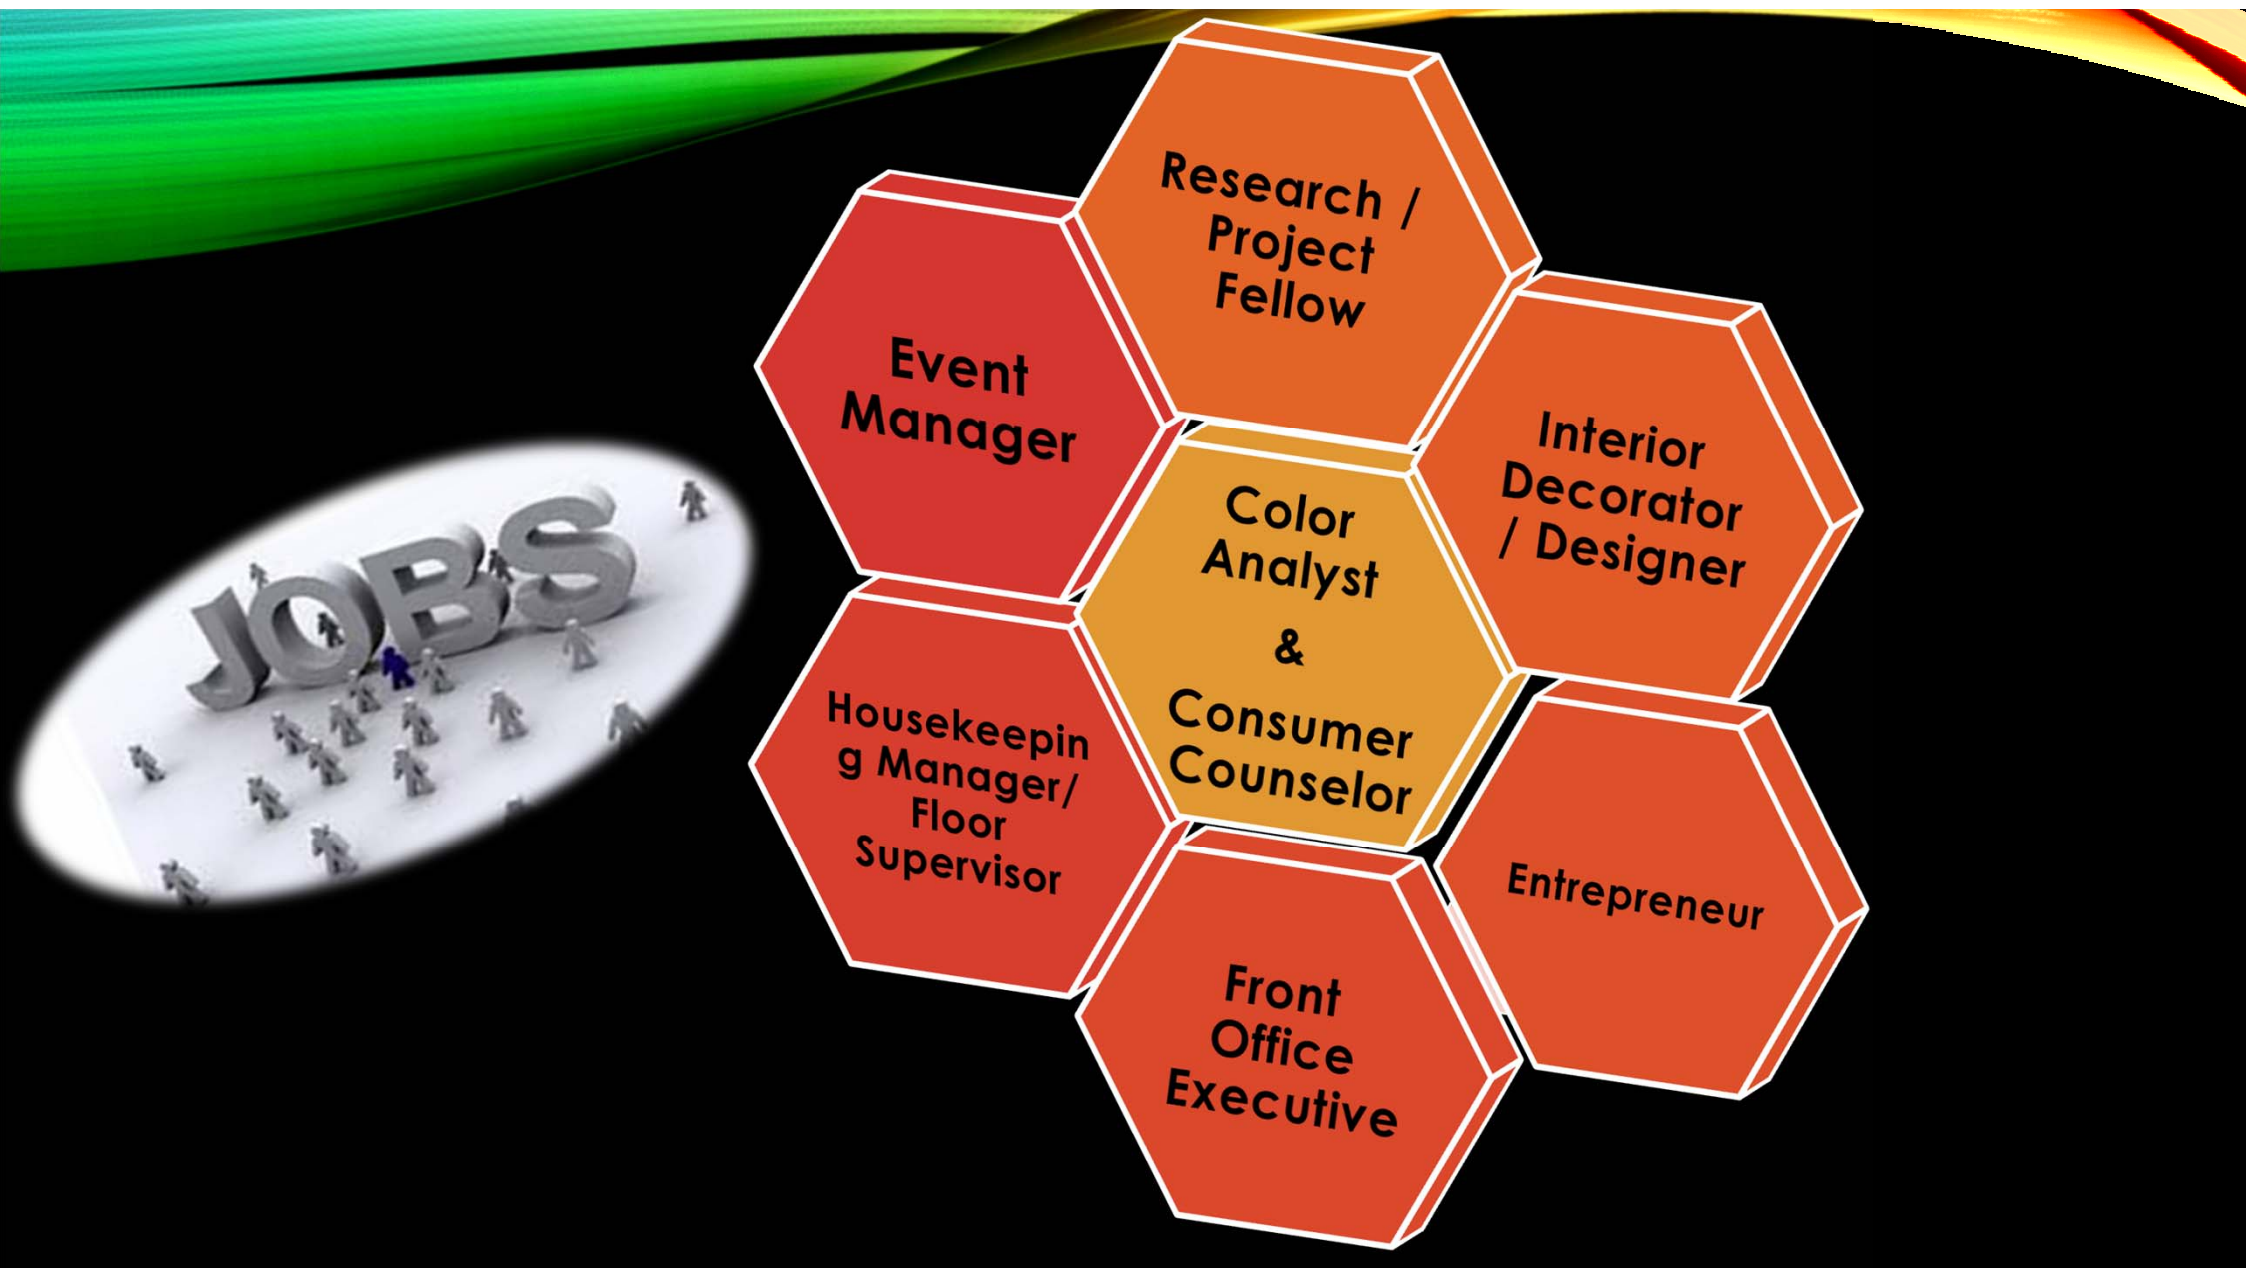 JOBS
Research /
Project
Fellow
Event
Manager
Interior
Decorator
/ Designer
Color
Analyst
&
Consumer
Counselor
Housekeepin
g Manager/
Floor
Supervisor
Entrepreneur
Front
Office
Executive